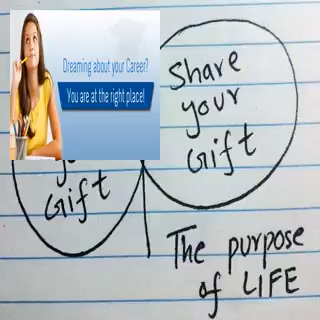 Dreaming about your Career?
You are at the right place!
Share
your
Gift
Gift
The purpose
of LIFE